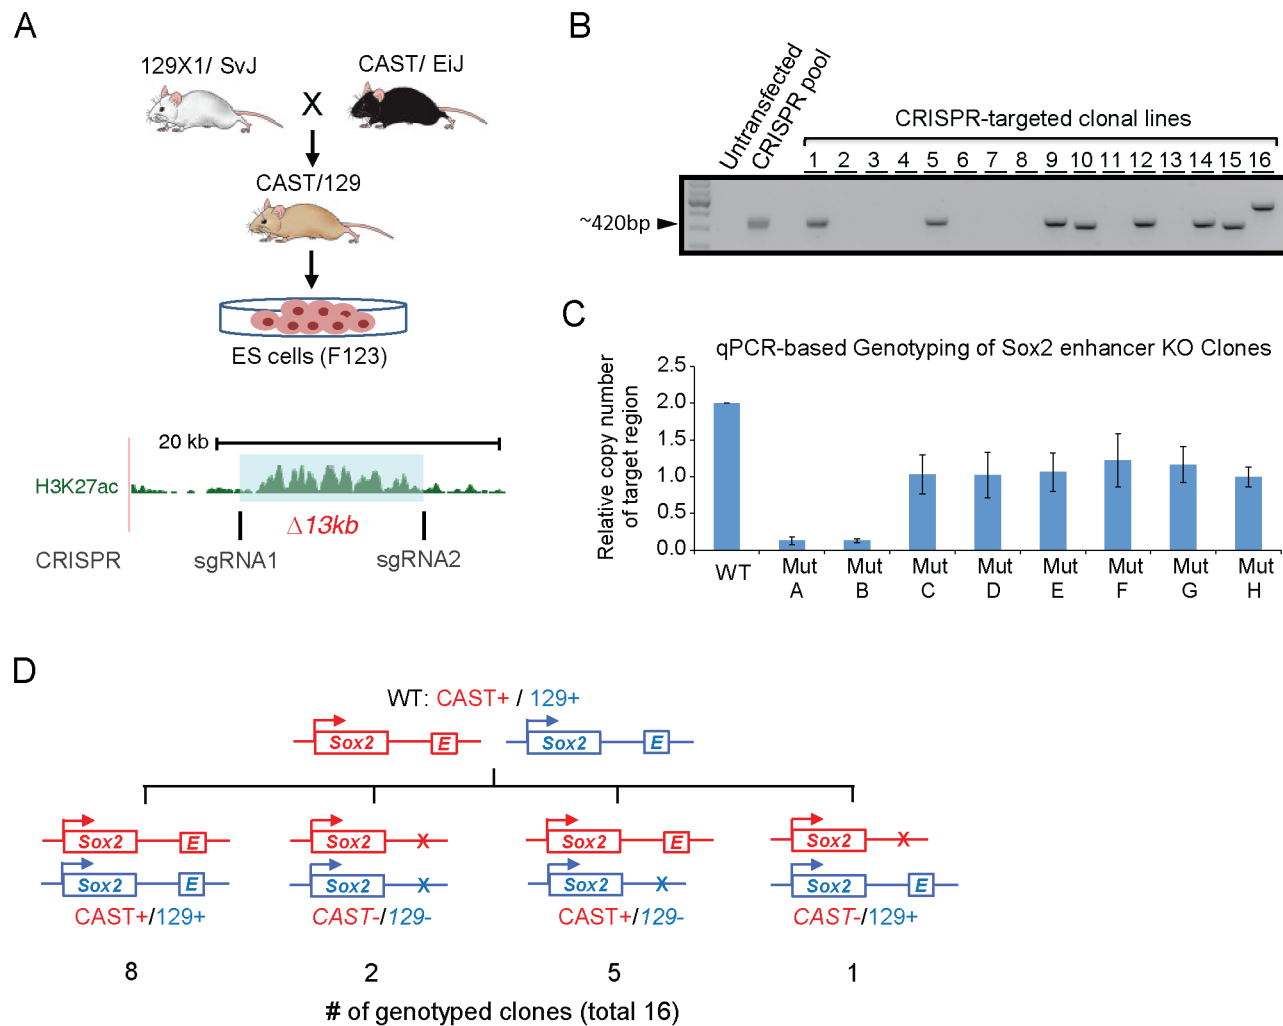 A
129X1/ SvJ
CAST/ EiJ
X
CAST/129
ES cells (F123)
20 kb
H3K27ac
Δ13kb
CRISPR
sgRNA1
sgRNA2
B
Untransfected
CRISPR pool
CRISPR-targeted clonal lines
1 2 3 4 5 6 7 8 9 10 11 12 13 14 15 16
~420bp
C
qPCR-based Genotyping of Sox2 enhancer KO Clones
Relative copy number
of target region
2.5
2.0
1.5
1.0
0.5
0.0
WT
Mut A
Mut B
Mut C
Mut D
Mut E
Mut F
Mut G
Mut H
D
WT: CAST+ / 129+
Sox2 E
Sox2 E
Sox2 E
Sox2 E
CAST+/129+
8
Sox2 X
Sox2 X
CAST-/129-
2
Sox2 E
Sox2 X
CAST+/129-
5
Sox2 X
Sox2 E
CAST-/129+
1
# of genotyped clones (total 16)